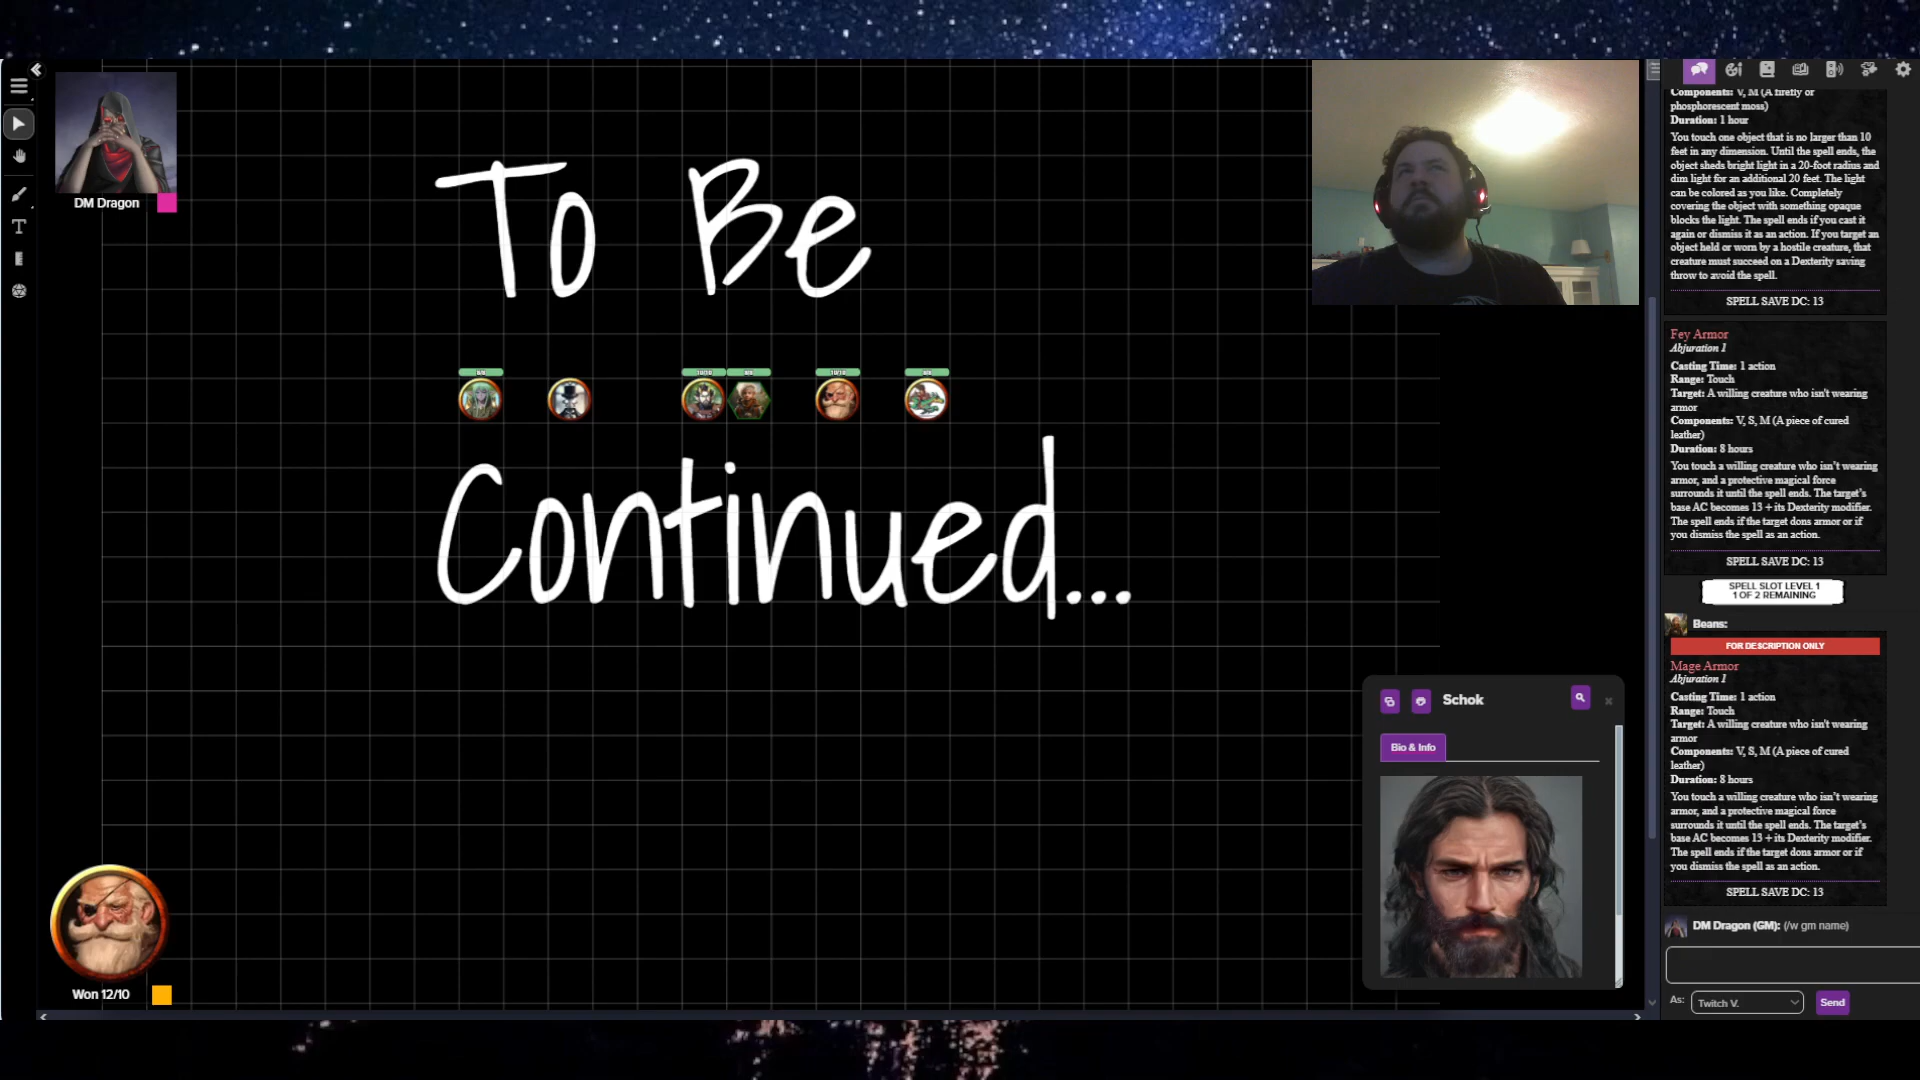 DM Dragon
To Be
8/8
10/10
8/8
10/10
8/8
Continued...
Won 12/10
Schok
Bio & Info
Components: V, M (A firefly or
phosphorescent moss)
Duration: 1 hour
You touch one object that is no larger than 10
feet in any dimension. Until the spell ends, the
object sheds bright light in a 20-foot radius and
dim light for an additional 20 feet. The light
can be colored as you like. Completely
covering the object with something opaque
blocks the light. The spell ends if you cast it
again or dismiss it as an action. If you target an
object held or worn by a hostile creature, that
creature must succeed on a Dexterity saving
throw to avoid the spell.
SPELL SAVE DC: 13
Fey Armor
Abjuration 1
Casting Time: 1 action
Range: Touch
Target: A willing creature who isn't wearing
armor
Components: V, S, M (A piece of cured
leather)
Duration: 8 hours
You touch a willing creature who isn't wearing
armor, and a protective magical force
surrounds it until the spell ends. The target's
base AC becomes 13 + its Dexterity modifier.
The spell ends if the target dons armor or if
you dismiss the spell as an action.
SPELL SAVE DC: 13
SPELL SLOT LEVEL 1
1 OF 2 REMAINING
Beans:
FOR DESCRIPTION ONLY
Mage Armor
Abjuration 1
Casting Time: 1 action
Range: Touch
Target: A willing creature who isn't wearing
armor
Components: V, S, M (A piece of cured
leather)
Duration: 8 hours
You touch a willing creature who isn't wearing
armor, and a protective magical force
surrounds it until the spell ends. The target's
base AC becomes 13 + its Dexterity modifier.
The spell ends if the target dons armor or if
you dismiss the spell as an action.
SPELL SAVE DC: 13
DM Dragon (GM): (/w gm name)
As: Twitch V. Send